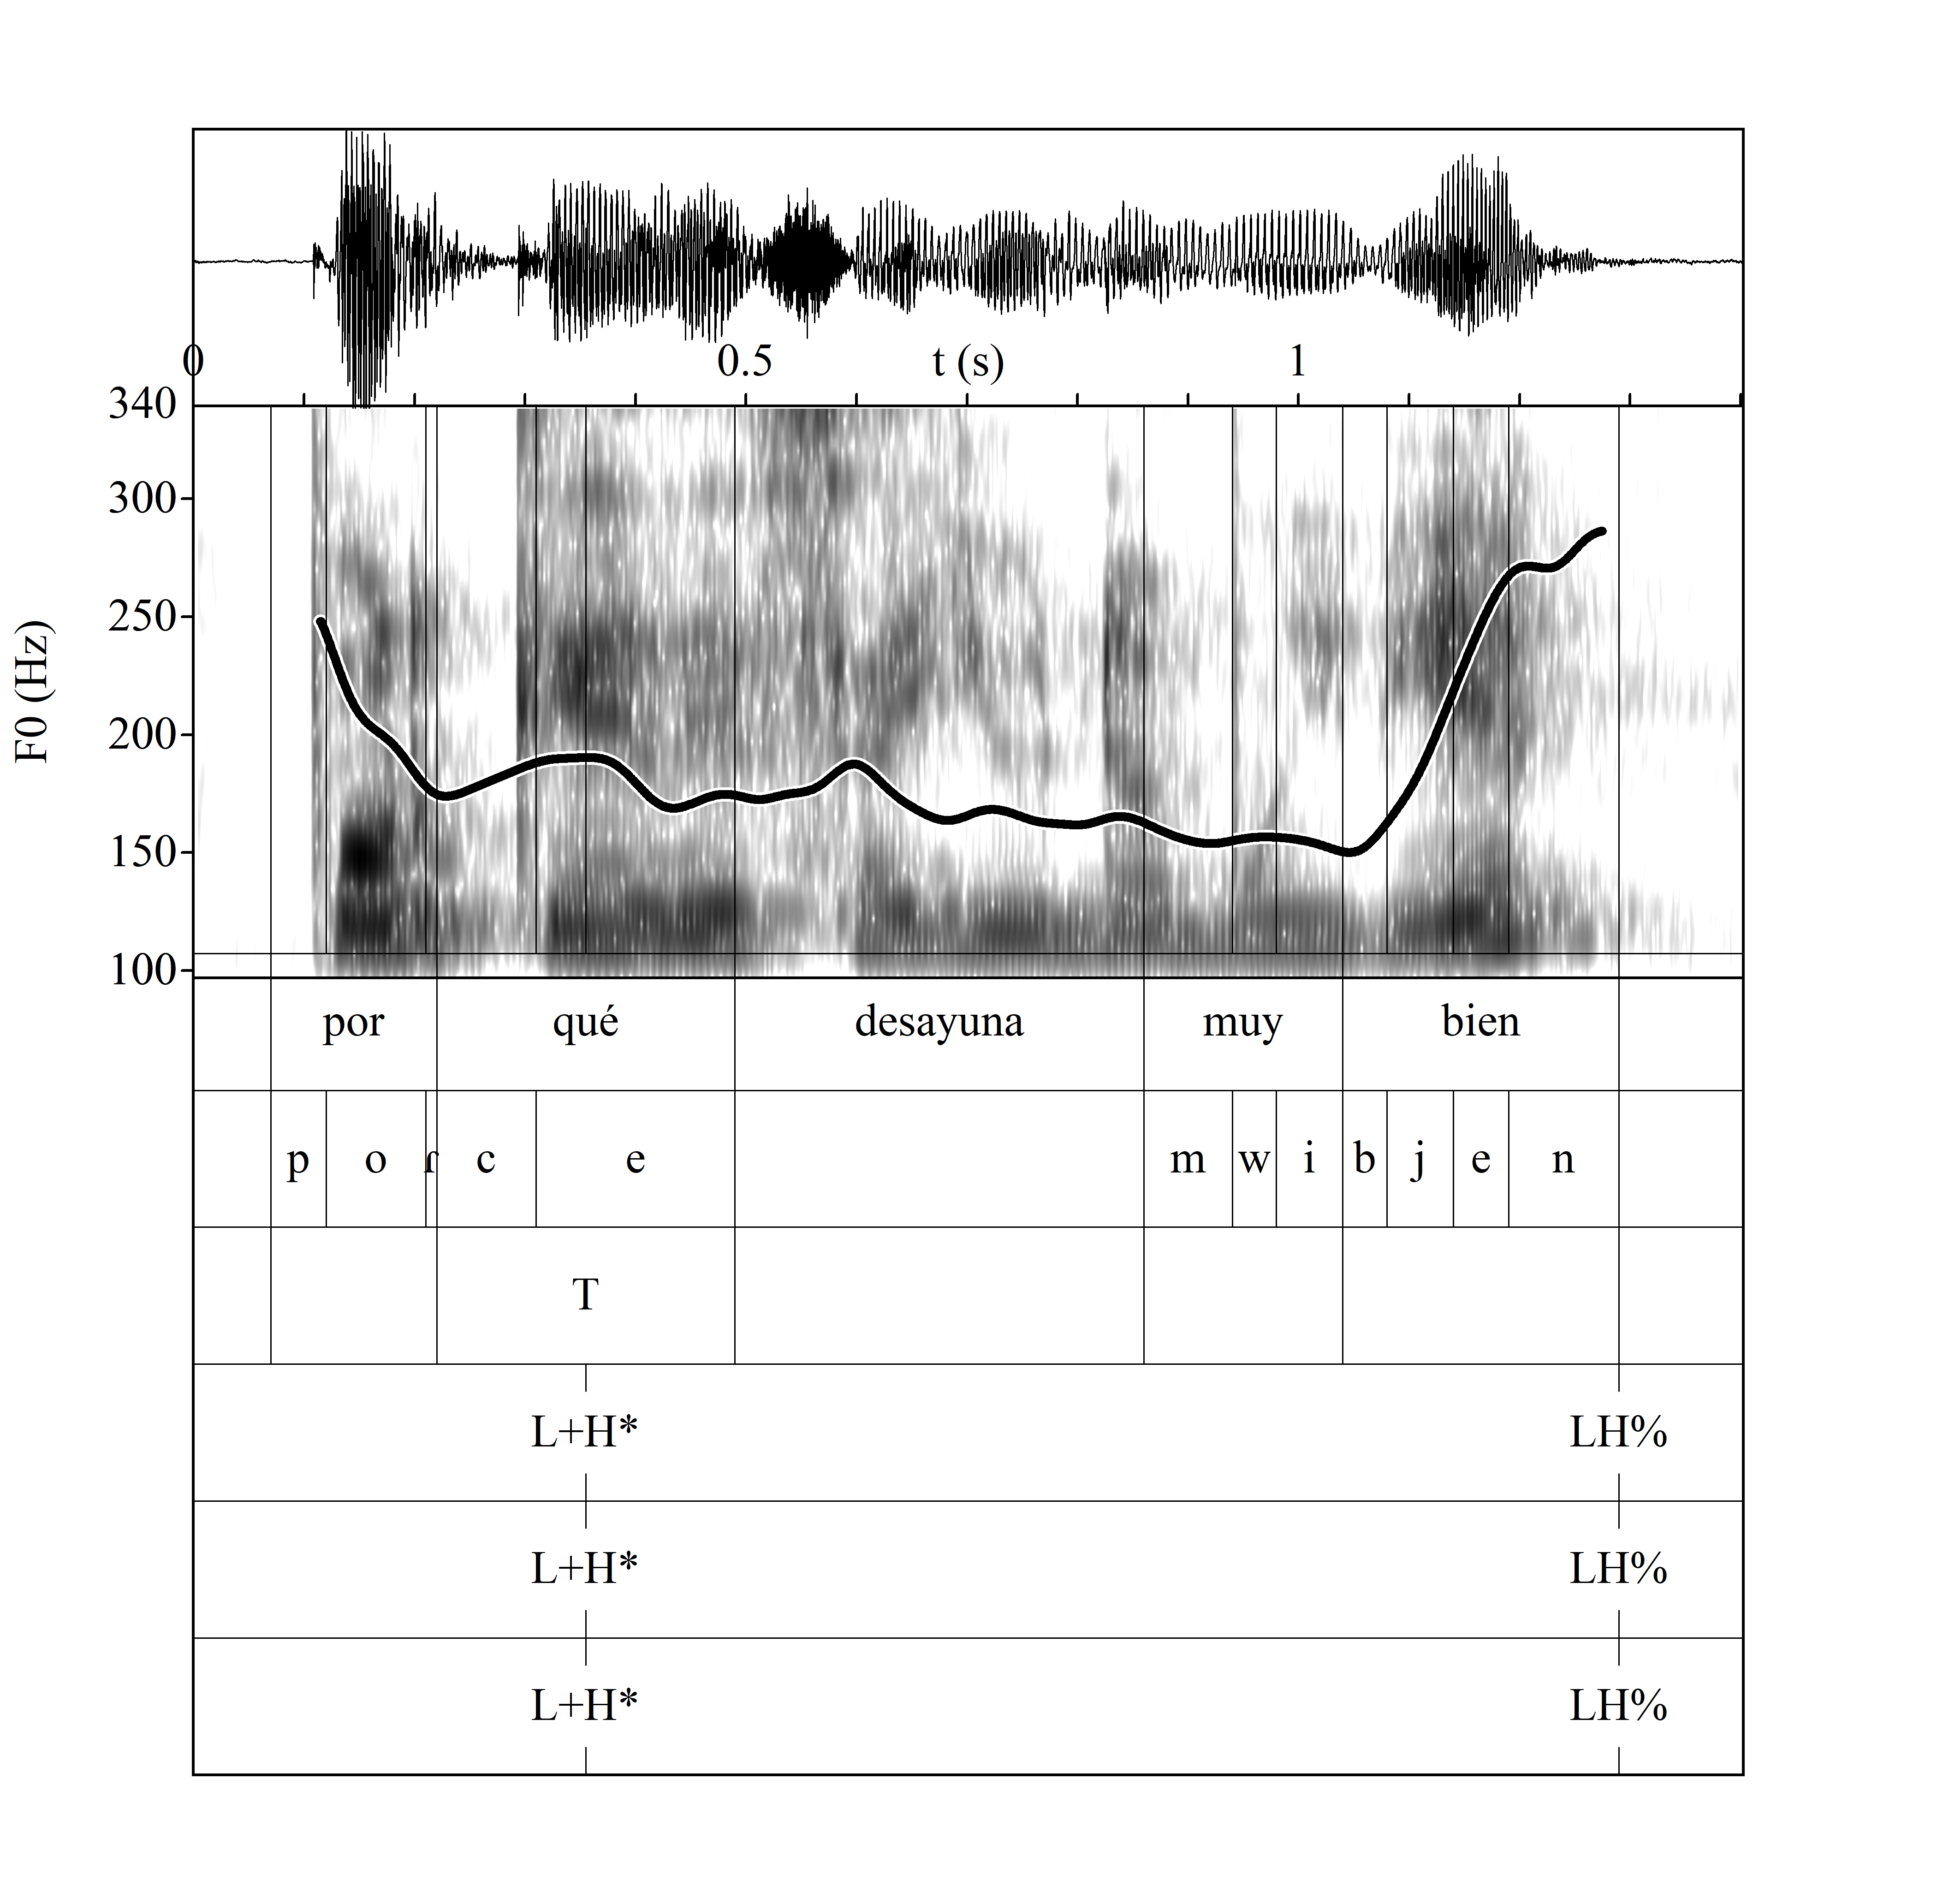 0 0.5 t (s) 1
340
300
250
200
150
100
F0 (Hz)
por qué desayuna muy bien
p o ɾ c e m w i b j e n
T
L+H* LH%
L+H* LH%
L+H* LH%